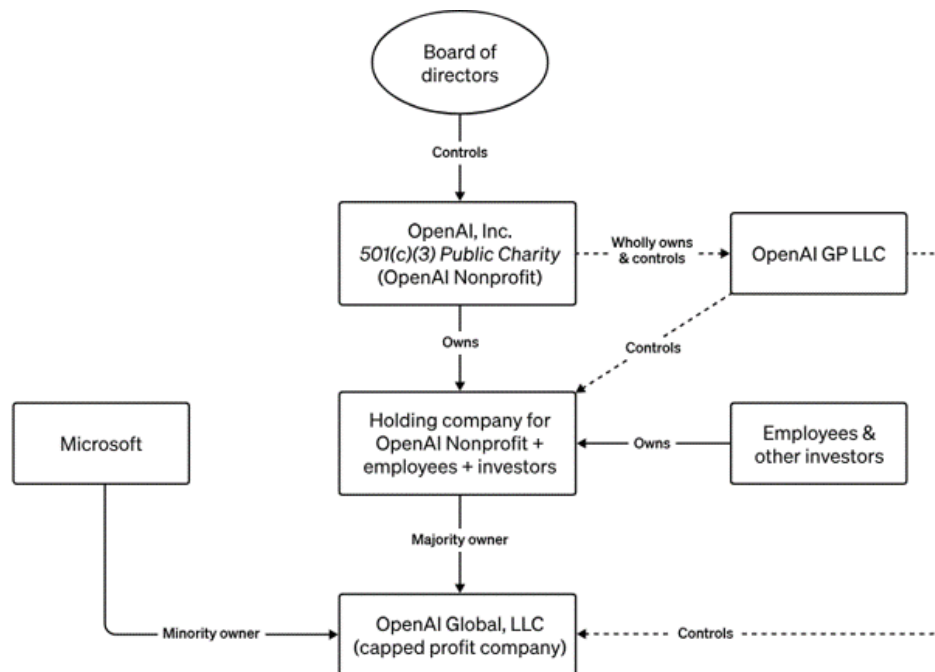 Board of
directors
Controls
OpenAI, Inc.
501(c)(3) Public Charity
(OpenAI Nonprofit)
Wholly owns
& controls
OpenAI GP LLC
Owns
Controls
Microsoft
Holding company for
OpenAI Nonprofit +
employees + investors
Owns
Employees &
other investors
Majority owner
Minority owner
OpenAI Global, LLC
(capped profit company)
Controls